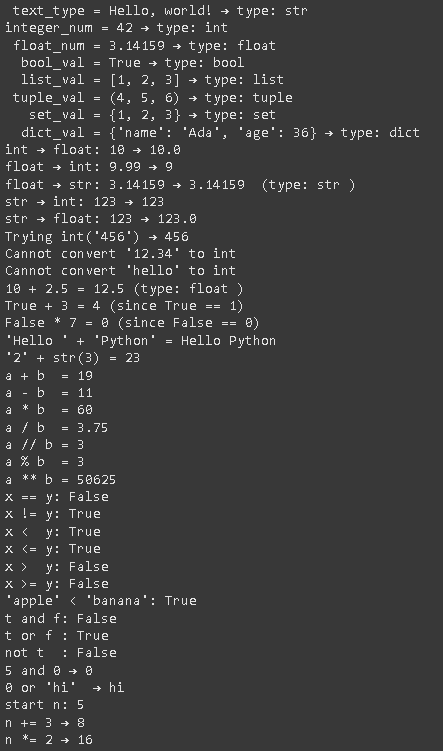 text_type = Hello, world! → type: str
integer_num = 42 → type: int
float_num = 3.14159 → type: float
bool_val = True → type: bool
list_val = [1, 2, 3] → type: list
tuple_val = (4, 5, 6) → type: tuple
set_val = {1, 2, 3} → type: set
dict_val = {'name': 'Ada', 'age': 36} → type: dict
int → float: 10 → 10.0
float → int: 9.99 → 9
float → str: 3.14159 → 3.14159  (type: str )
str → int: 123 → 123
str → float: 123 → 123.0
Trying int('456') → 456
Cannot convert '12.34' to int
Cannot convert 'hello' to int
10 + 2.5 = 12.5 (type: float )
True + 3 = 4 (since True == 1)
False * 7 = 0 (since False == 0)
'Hello ' + 'Python' = Hello Python
'2' + str(3) = 23
a + b  = 19
a - b  = 11
a * b  = 60
a / b  = 3.75
a // b = 3
a % b  = 3
a ** b = 50625
x == y: False
x != y: True
x <  y: True
x <= y: True
x >  y: False
x >= y: False
'apple' < 'banana': True
t and f: False
t or f : True
not t  : False
5 and 0 → 0
0 or 'hi'  → hi
start n: 5
n += 3 → 8
n *= 2 → 16